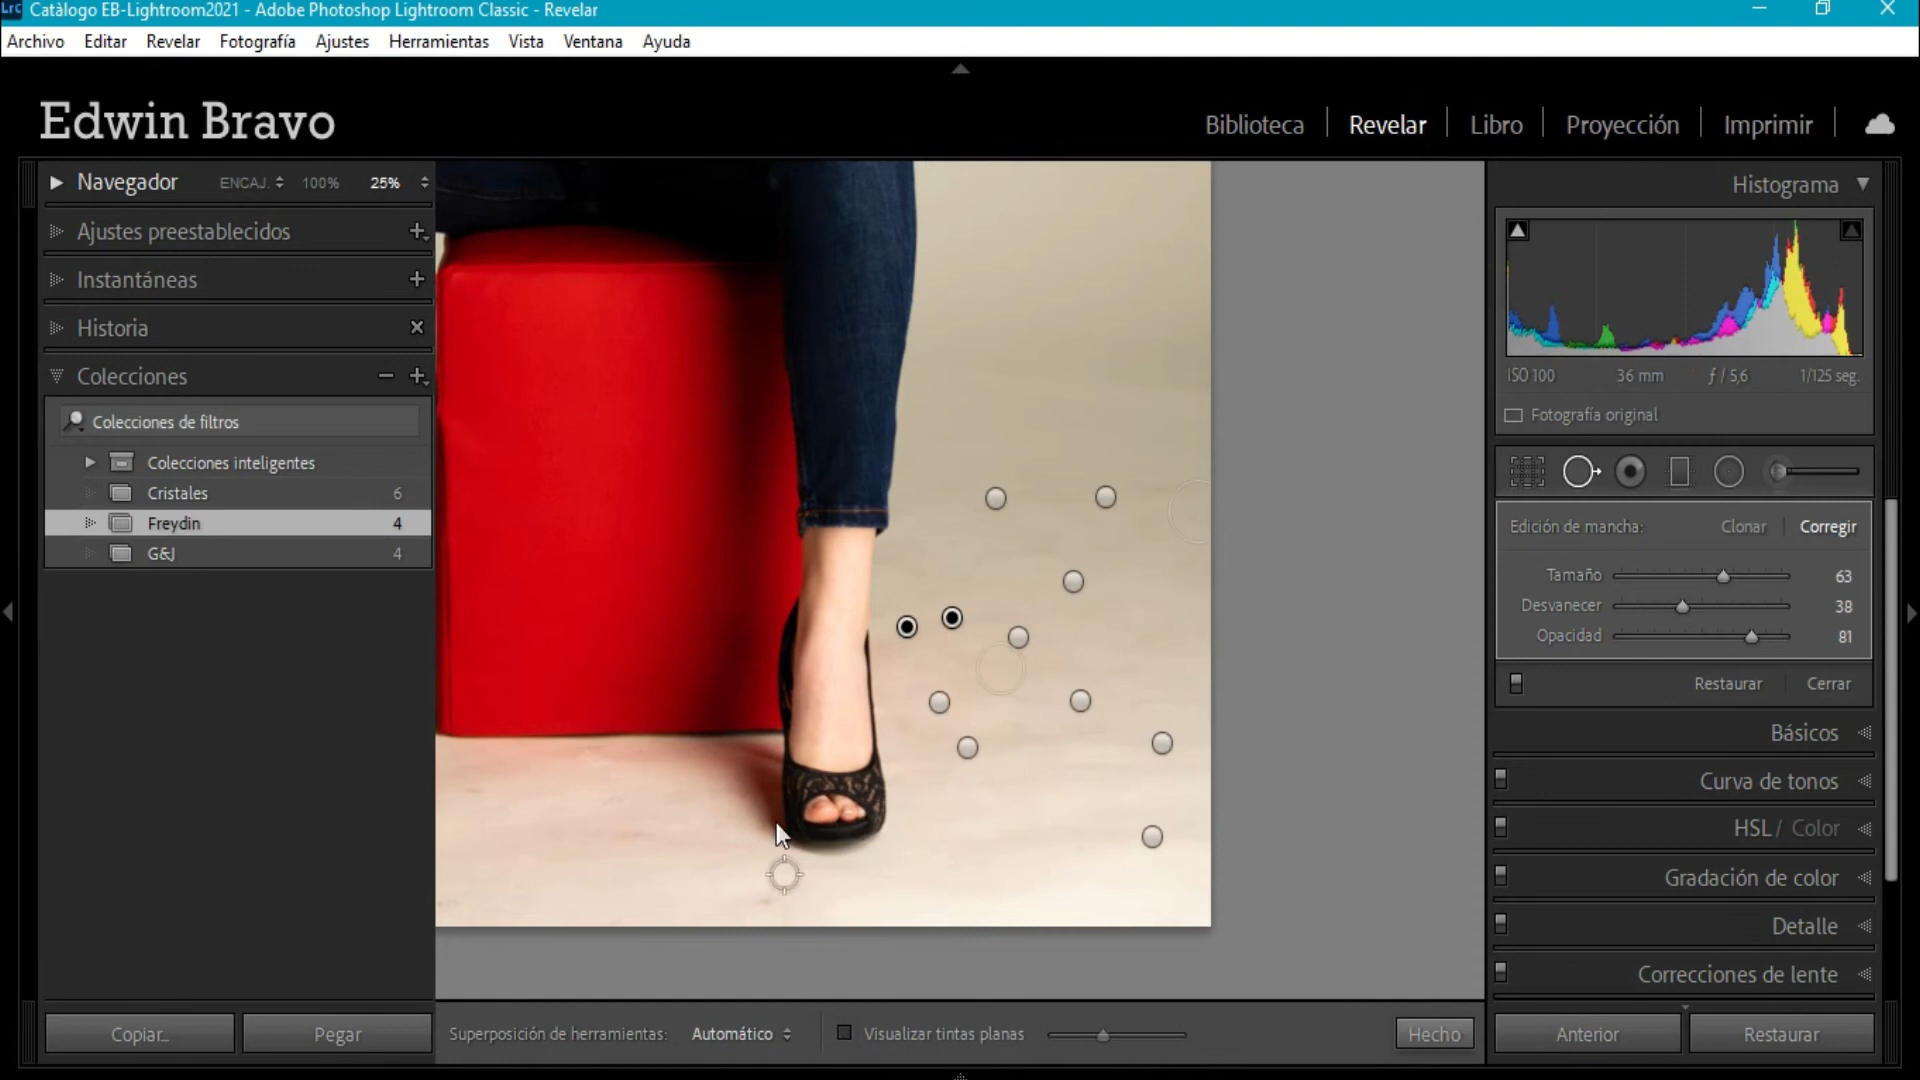 Lrc Catàlogo EB-Lightroom2021 - Adobe Photoshop Lightroom Classic - Revelar
Archivo Editar Revelar Fotografía Ajustes Herramientas Vista Ventana Ayuda
Edwin Bravo
Biblioteca | Revelar | Libro | Proyección | Imprimir |
Navegador ENCAJ. 100% 25%
Ajustes preestablecidos
Instantáneas
Historia
Colecciones
Colecciones de filtros
Colecciones inteligentes
Cristales 6
Freydin 4
G&J 4
Copiar... Pegar
Superposición de herramientas: Automático Visualizar tintas planas Hecho
Histograma
ISO 100 36 mm ƒ / 5,6 1/125 seg.
Fotografía original
Edición de mancha: Clonar | Corregir
Tamaño 63
Desvanecer 38
Opacidad 81
Restaurar Cerrar
Básicos
Curva de tonos
HSL / Color
Gradación de color
Detalle
Correcciones de lente
Anterior Restaurar